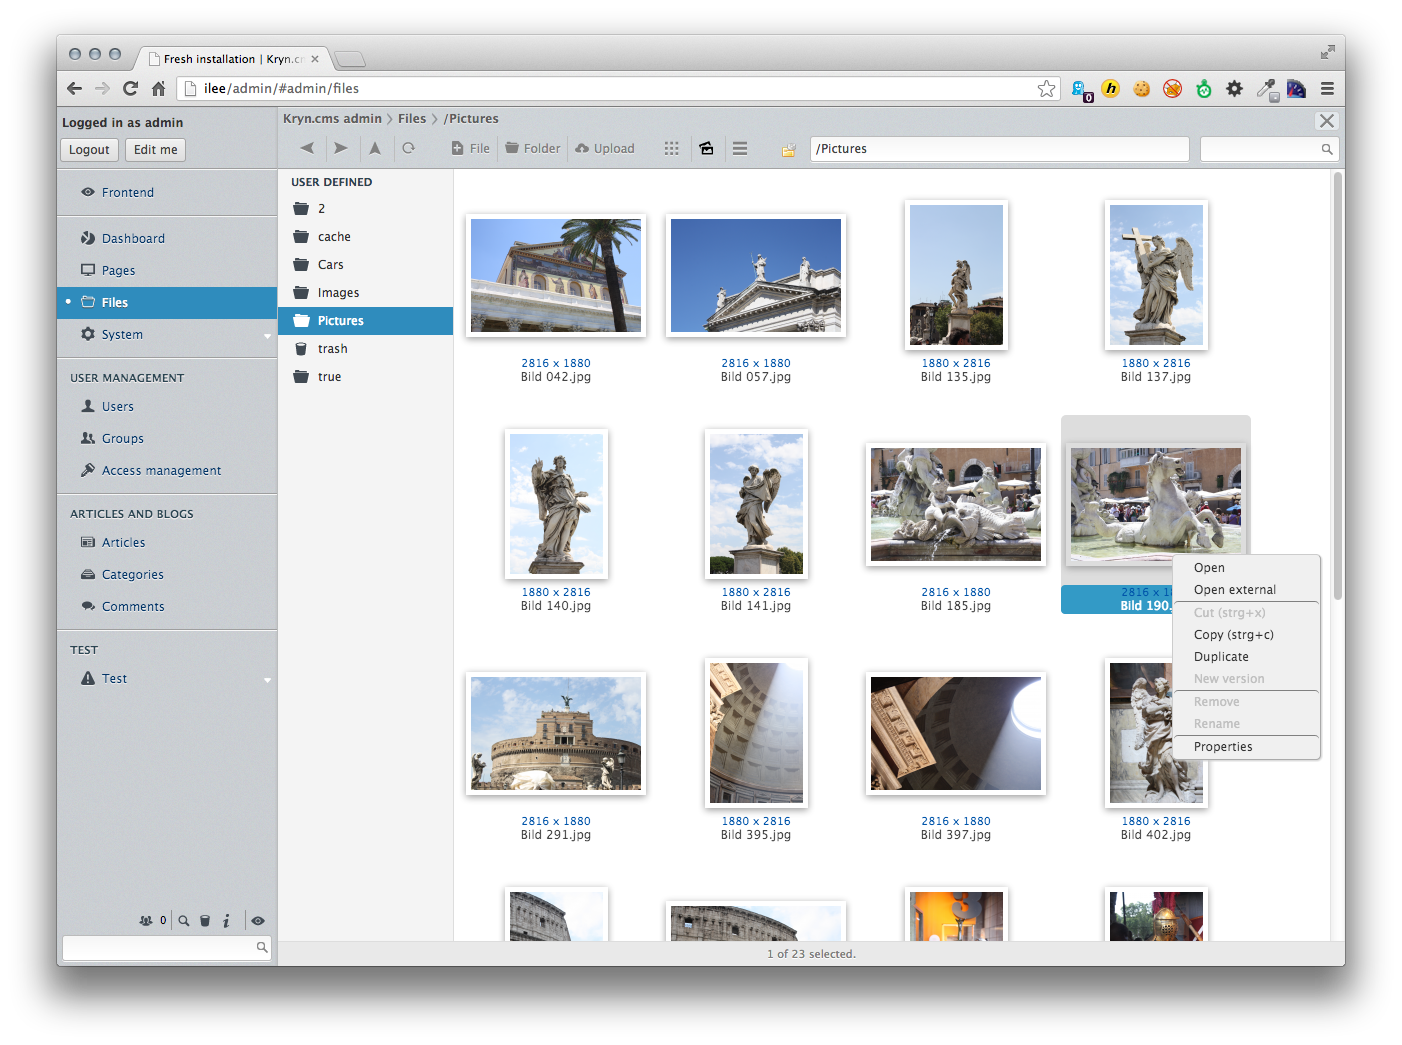 Fresh installation | Kryn.c
ilee/admin/#admin/files
0
Logged in as admin
Logout
Edit me
Kryn.cms admin > Files > /Pictures
File
Folder
Upload
/Pictures
Frontend
Dashboard
Pages
Files
System
USER MANAGEMENT
Users
Groups
Access management
ARTICLES AND BLOGS
Articles
Categories
Comments
TEST
Test
0
USER DEFINED
2
cache
Cars
Images
Pictures
trash
true
2816 x 1880
Bild 042.jpg
2816 x 1880
Bild 057.jpg
1880 x 2816
Bild 135.jpg
1880 x 2816
Bild 137.jpg
1880 x 2816
Bild 140.jpg
1880 x 2816
Bild 141.jpg
2816 x 1880
Bild 185.jpg
2816 x 1
Bild 190.
Open
Open external
Cut (strg+x)
Copy (strg+c)
Duplicate
New version
Remove
Rename
Properties
2816 x 1880
Bild 291.jpg
1880 x 2816
Bild 395.jpg
2816 x 1880
Bild 397.jpg
1880 x 2816
Bild 402.jpg
1 of 23 selected.